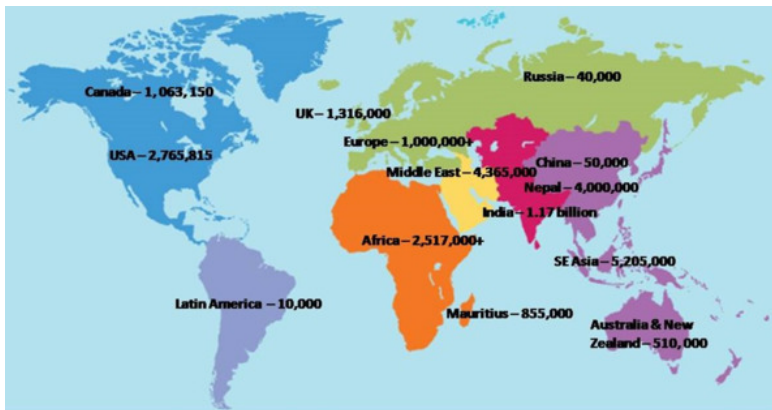 Russia – 40,000
Canada – 1, 063, 150
UK – 1,316,000
Europe – 1,000,000+
USA – 2,765,815
China – 50,000
Middle East – 4,365,000
Nepal – 4,000,000
India – 1.17 billion
Africa – 2,517,000+
SE Asia – 5,205,000
Latin America – 10,000
Mauritius – 855,000
Australia & New
Zealand – 510, 000